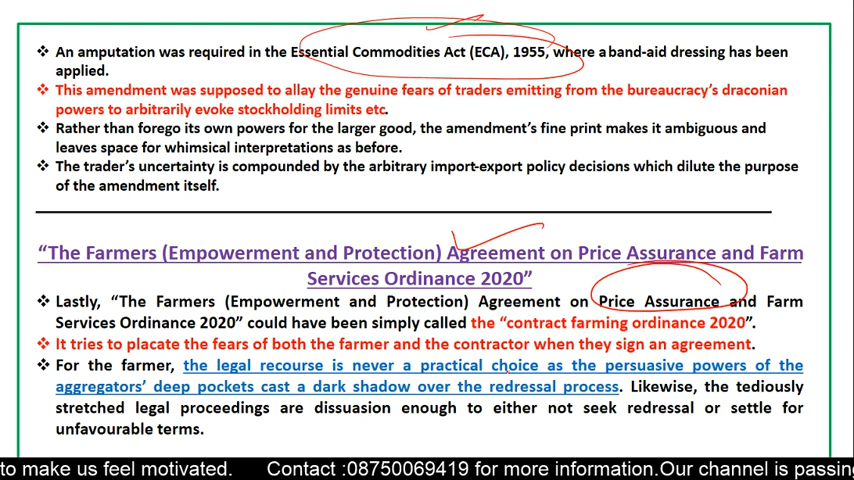 ❖ An amputation was required in the Essential Commodities Act (ECA), 1955, where a band-aid dressing has been
applied.
❖ This amendment was supposed to allay the genuine fears of traders emitting from the bureaucracy's draconian
powers to arbitrarily evoke stockholding limits etc.
❖ Rather than forego its own powers for the larger good, the amendment's fine print makes it ambiguous and
leaves space for whimsical interpretations as before.
❖ The trader's uncertainty is compounded by the arbitrary import-export policy decisions which dilute the purpose
of the amendment itself.
“The Farmers (Empowerment and Protection) Agreement on Price Assurance and Farm
Services Ordinance 2020”
❖ Lastly, “The Farmers (Empowerment and Protection) Agreement on Price Assurance and Farm
Services Ordinance 2020” could have been simply called the “contract farming ordinance 2020”.
❖ It tries to placate the fears of both the farmer and the contractor when they sign an agreement.
❖ For the farmer, the legal recourse is never a practical choice as the persuasive powers of the
aggregators' deep pockets cast a dark shadow over the redressal process. Likewise, the tediously
stretched legal proceedings are dissuasion enough to either not seek redressal or settle for
unfavourable terms.
to make us feel motivated. Contact :08750069419 for more information.Our channel is passing